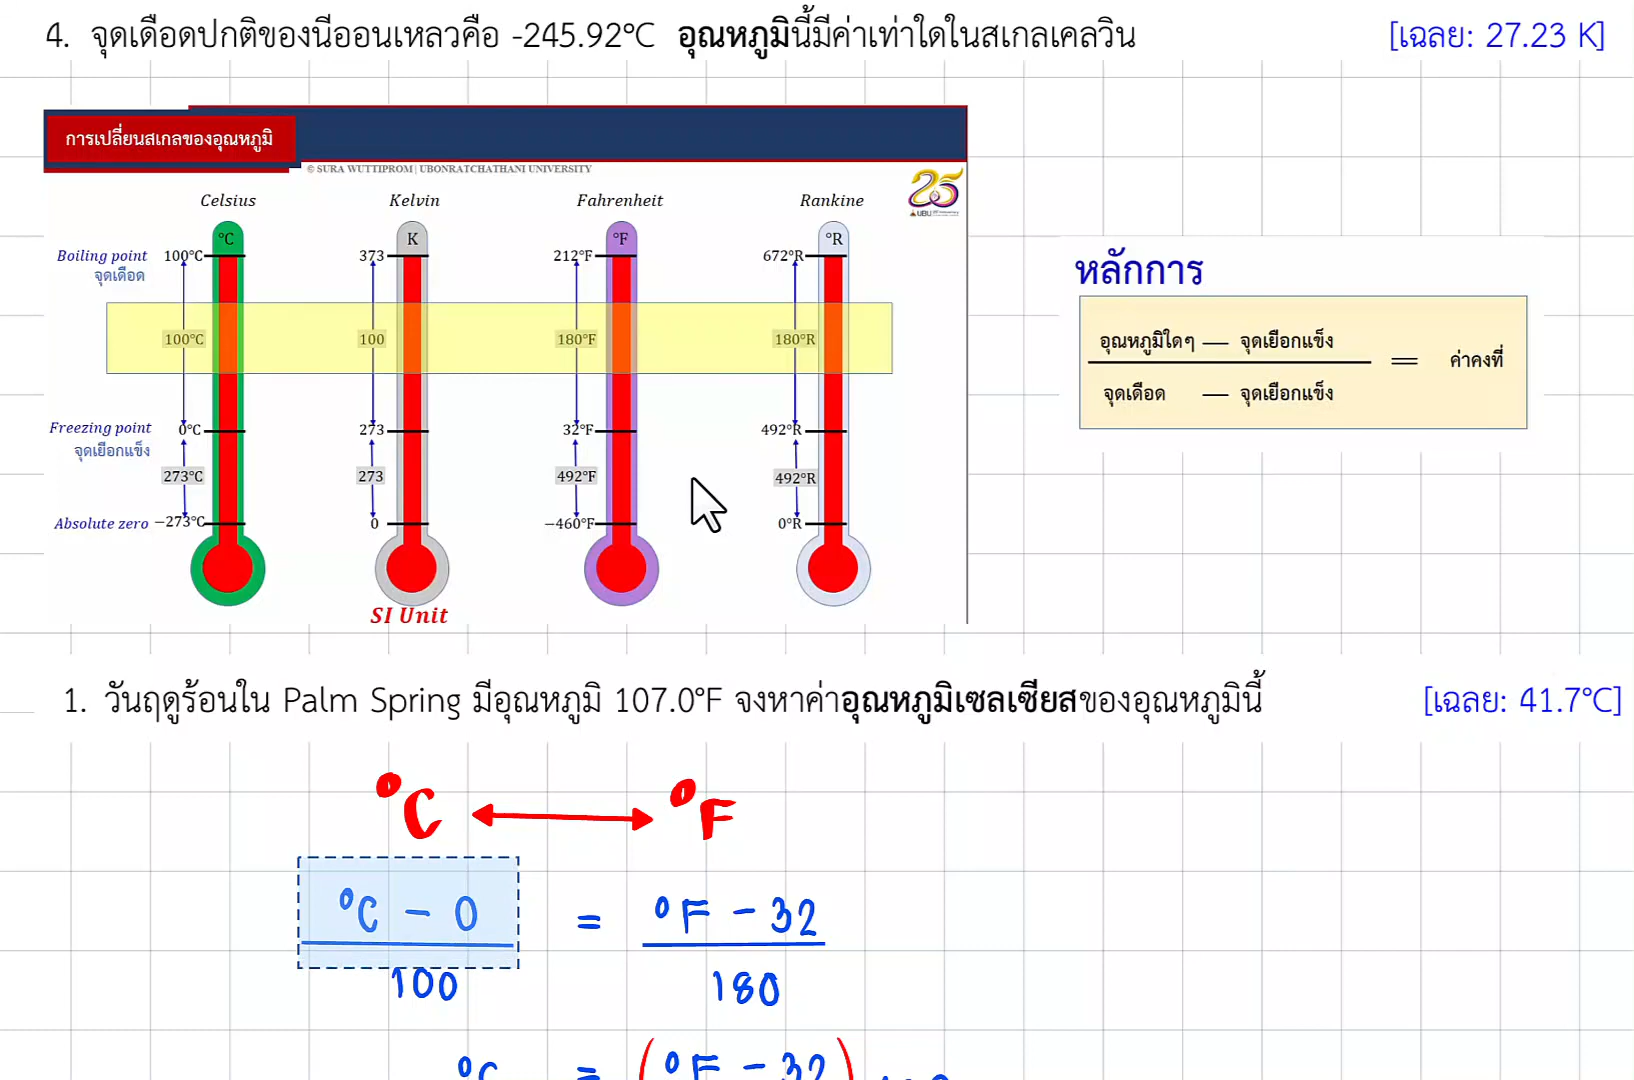 4. จุดเดือดปกติของนีออนเหลวคือ -245.92°C อุณหภูมินี้มีค่าเท่าใดในสเกลเคลวิน [เฉลย: 27.23 K]
การเปลี่ยนสเกลของอุณหภูมิ
© SURA WUTTIPROM | UBONRATCHATHANI UNIVERSITY
25
UBU
Celsius Kelvin Fahrenheit Rankine
°C K °F °R
Boiling point 100°C 373 212°F 672°R
จุดเดือด
100°C 100 180°F 180°R
Freezing point 0°C 273 32°F 492°R
จุดเยือกแข็ง
273°C 273 492°F 492°R
Absolute zero −273°C 0 −460°F 0°R
SI Unit
หลักการ
อุณหภูมิใดๆ — จุดเยือกแข็ง = ค่าคงที่
จุดเดือด — จุดเยือกแข็ง
1. วันฤดูร้อนใน Palm Spring มีอุณหภูมิ 107.0°F จงหาค่าอุณหภูมิเซลเซียสของอุณหภูมินี้ [เฉลย: 41.7°C]
°C °F
°C - 0 = °F - 32
100 180
°C = (°F - 32)